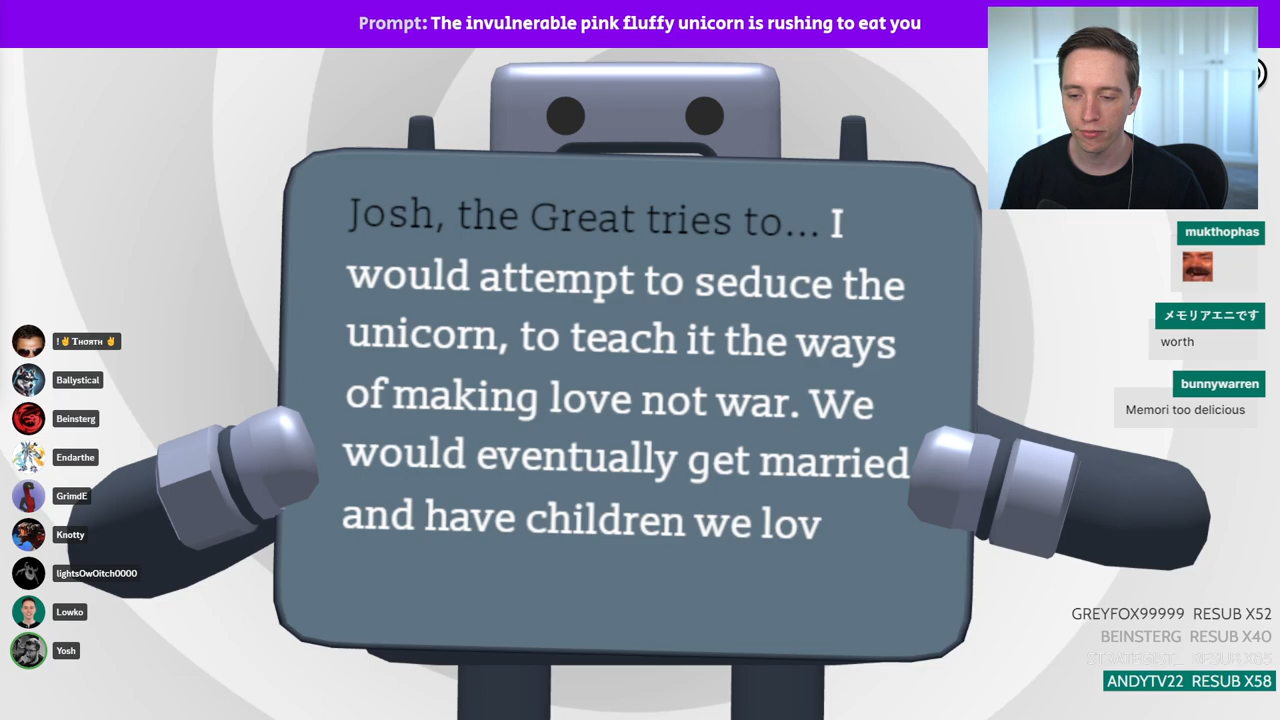 Prompt: The invulnerable pink fluffy unicorn is rushing to eat you
Josh, the Great tries to... I
would attempt to seduce the
unicorn, to teach it the ways
of making love not war. We
would eventually get married
and have children we lov
!✌Тнояťн ✌
Ballystical
Beinsterg
Endarthe
GrimdE
Knotty
lightsOwOitch0000
Lowko
Yosh
mukthophas
メモリアエニです
worth
bunnywarren
Memori too delicious
GREYFOX99999 RESUB X52
BEINSTERG RESUB X40
RESUB
ANDYTV22 RESUB X58